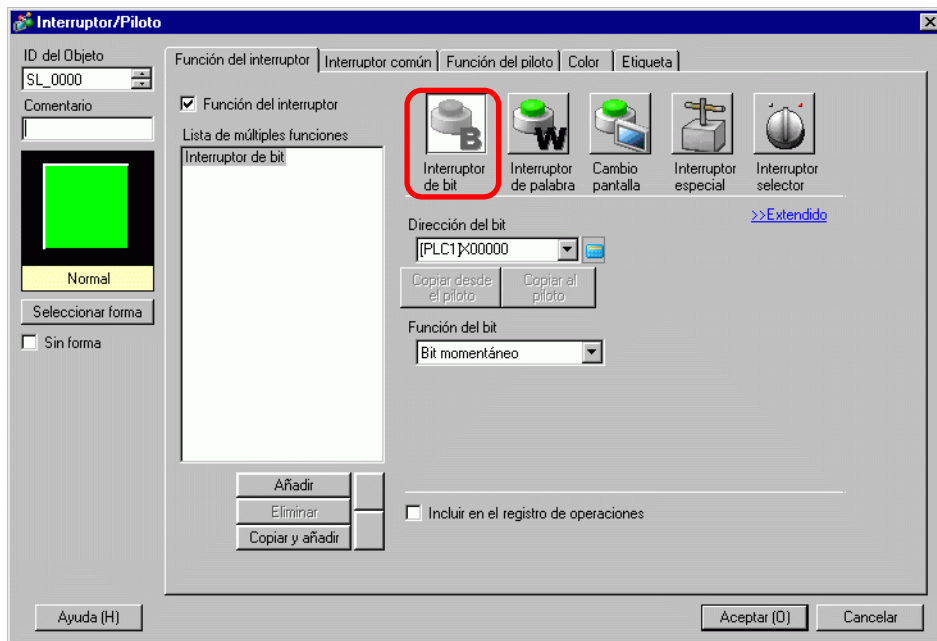 Interruptor/Piloto
ID del Objeto
SL_0000
Comentario
Normal
Seleccionar forma
Sin forma
Función del interruptor
Interruptor común
Función del piloto
Color
Etiqueta
Función del interruptor
Lista de múltiples funciones
Interruptor de bit
Añadir
Eliminar
Copiar y añadir
B
Interruptor
de bit
W
Interruptor
de palabra
Cambio
pantalla
Interruptor
especial
Interruptor
selector
>>Extendido
Dirección del bit
[PLC1]X00000
Copiar desde
el piloto
Copiar al
piloto
Función del bit
Bit momentáneo
Incluir en el registro de operaciones
Ayuda (H)
Aceptar (O)
Cancelar